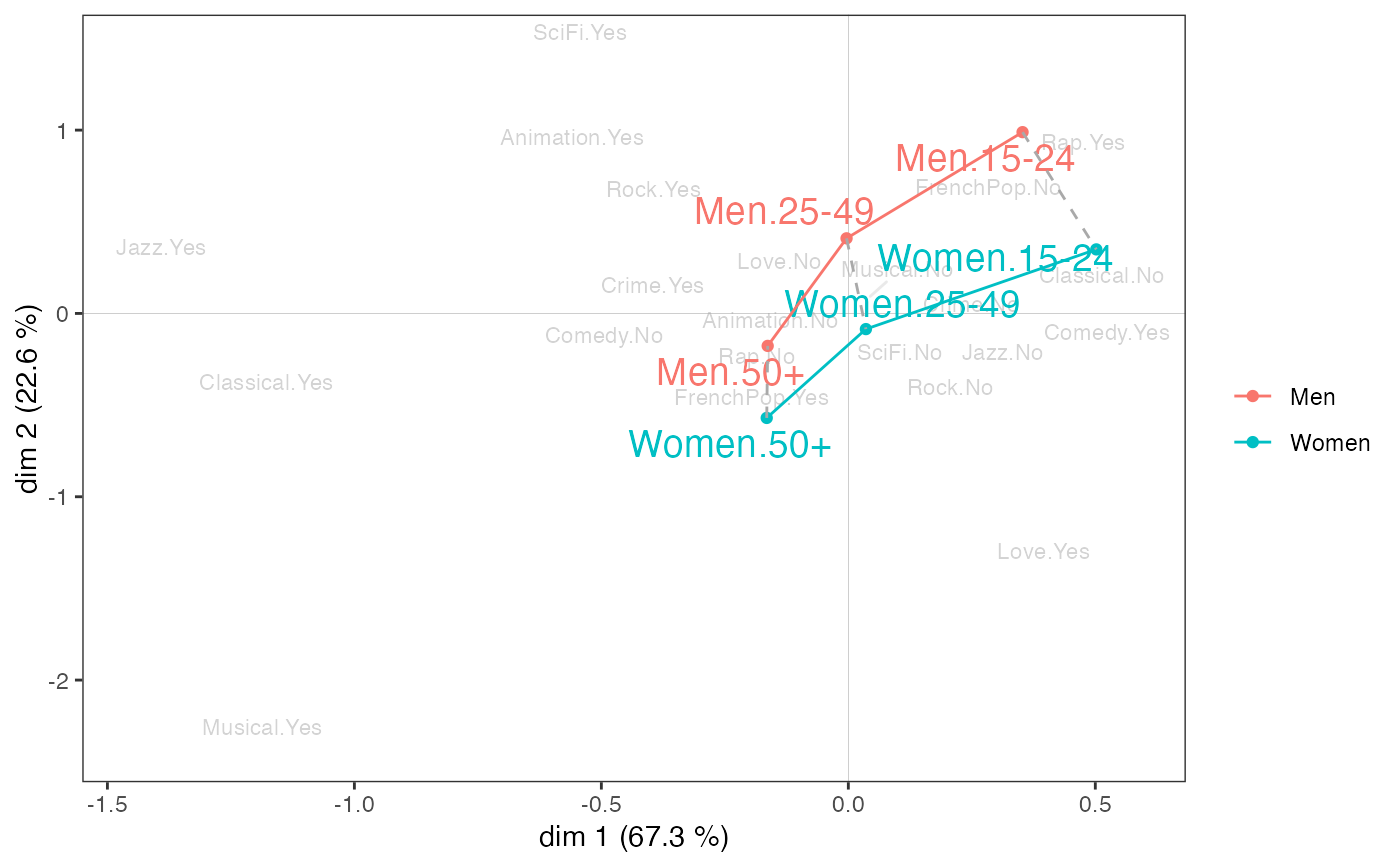 SciFi.Yes
1
Animation.Yes
Rap.Yes
Men.15-24
Rock.Yes
FrenchPop.No
Men.25-49
Jazz.Yes
Love.No
Women.15-24
Musical.No
Classical.No
Crime.Yes
Women.25-49
Crime.No
0
Animation.No
Comedy.No
Comedy.Yes
Rap.No
SciFi.No
Jazz.No
Men.50+
Classical.Yes
Rock.No
FrenchPop.Yes
Women.50+
-1
Love.Yes
-2
Musical.Yes
-1.5 -1.0 -0.5 0.0 0.5
dim 1 (67.3 %)
dim 2 (22.6 %)
Men
Women